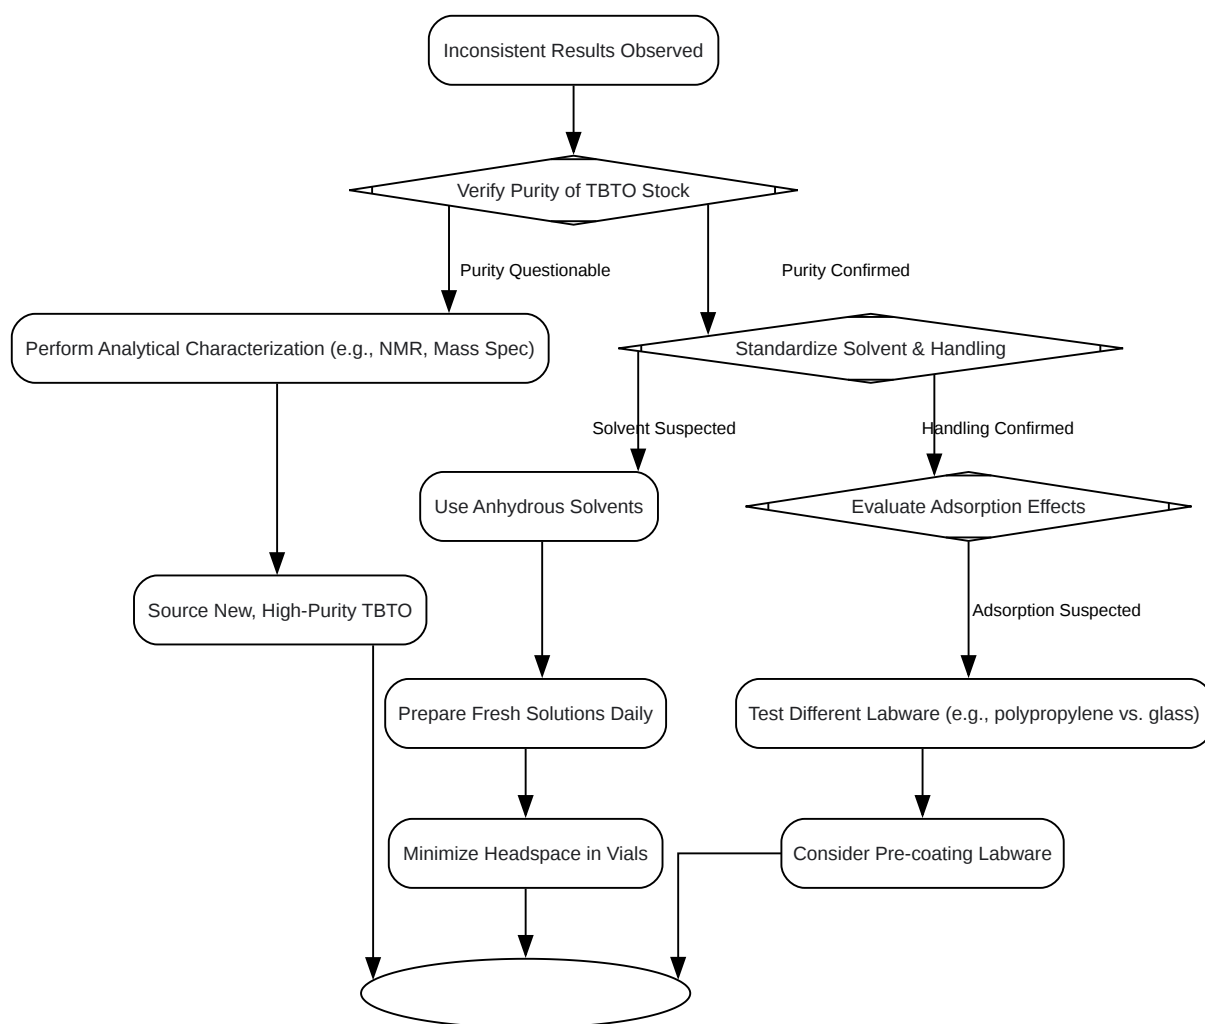 Inconsistent Results Observed
Verify Purity of TBTO Stock
Purity Questionable
Purity Confirmed
Perform Analytical Characterization (e.g., NMR, Mass Spec)
Standardize Solvent & Handling
Solvent Suspected
Handling Confirmed
Use Anhydrous Solvents
Evaluate Adsorption Effects
Source New, High-Purity TBTO
Adsorption Suspected
Prepare Fresh Solutions Daily
Test Different Labware (e.g., polypropylene vs. glass)
Minimize Headspace in Vials
Consider Pre-coating Labware